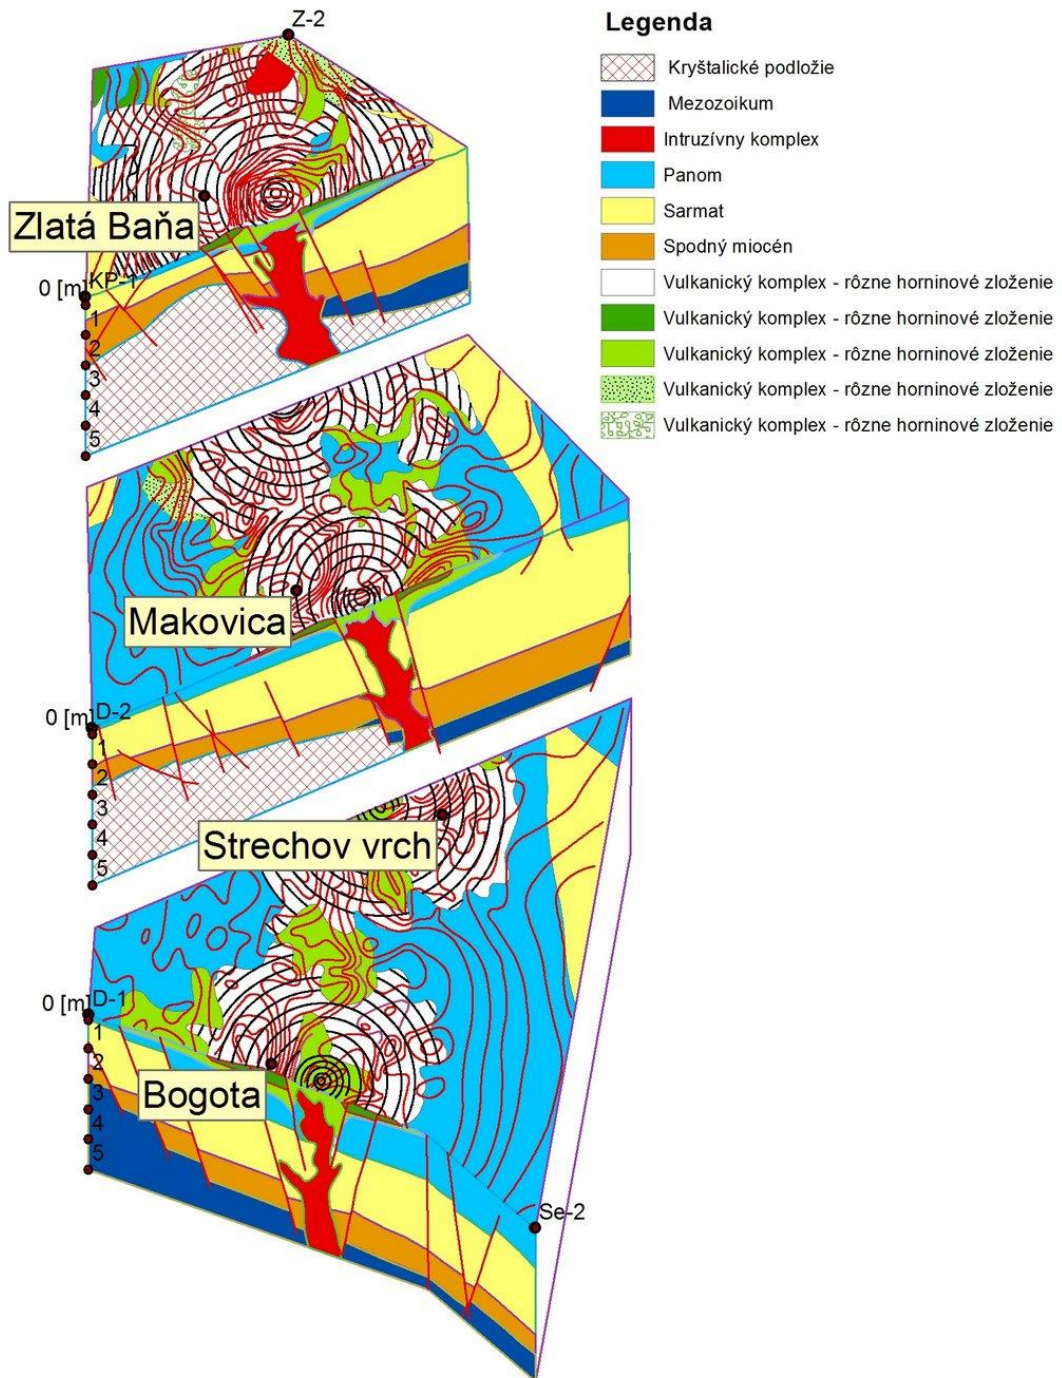 Z-2
Zlatá Baňa
0 [m]KP-1
1
2
3
4
5
Makovica
0 [m]D-2
1
2
3
4
5
Strechov vrch
0 [m]D-1
1
2
3
4
5
Bogota
Se-2
Legenda
Kryštalické podložie
Mezozoikum
Intruzívny komplex
Panom
Sarmat
Spodný miocén
Vulkanický komplex - rôzne horninové zloženie
Vulkanický komplex - rôzne horninové zloženie
Vulkanický komplex - rôzne horninové zloženie
Vulkanický komplex - rôzne horninové zloženie
Vulkanický komplex - rôzne horninové zloženie